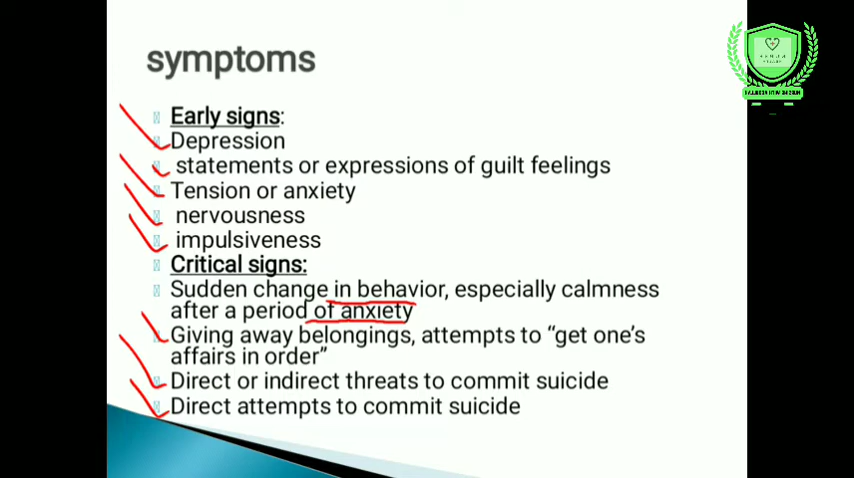 symptoms
Early signs:
Depression
statements or expressions of guilt feelings
Tension or anxiety
nervousness
impulsiveness
Critical signs:
Sudden change in behavior, especially calmness
after a period of anxiety
Giving away belongings, attempts to “get one’s
affairs in order”
Direct or indirect threats to commit suicide
Direct attempts to commit suicide